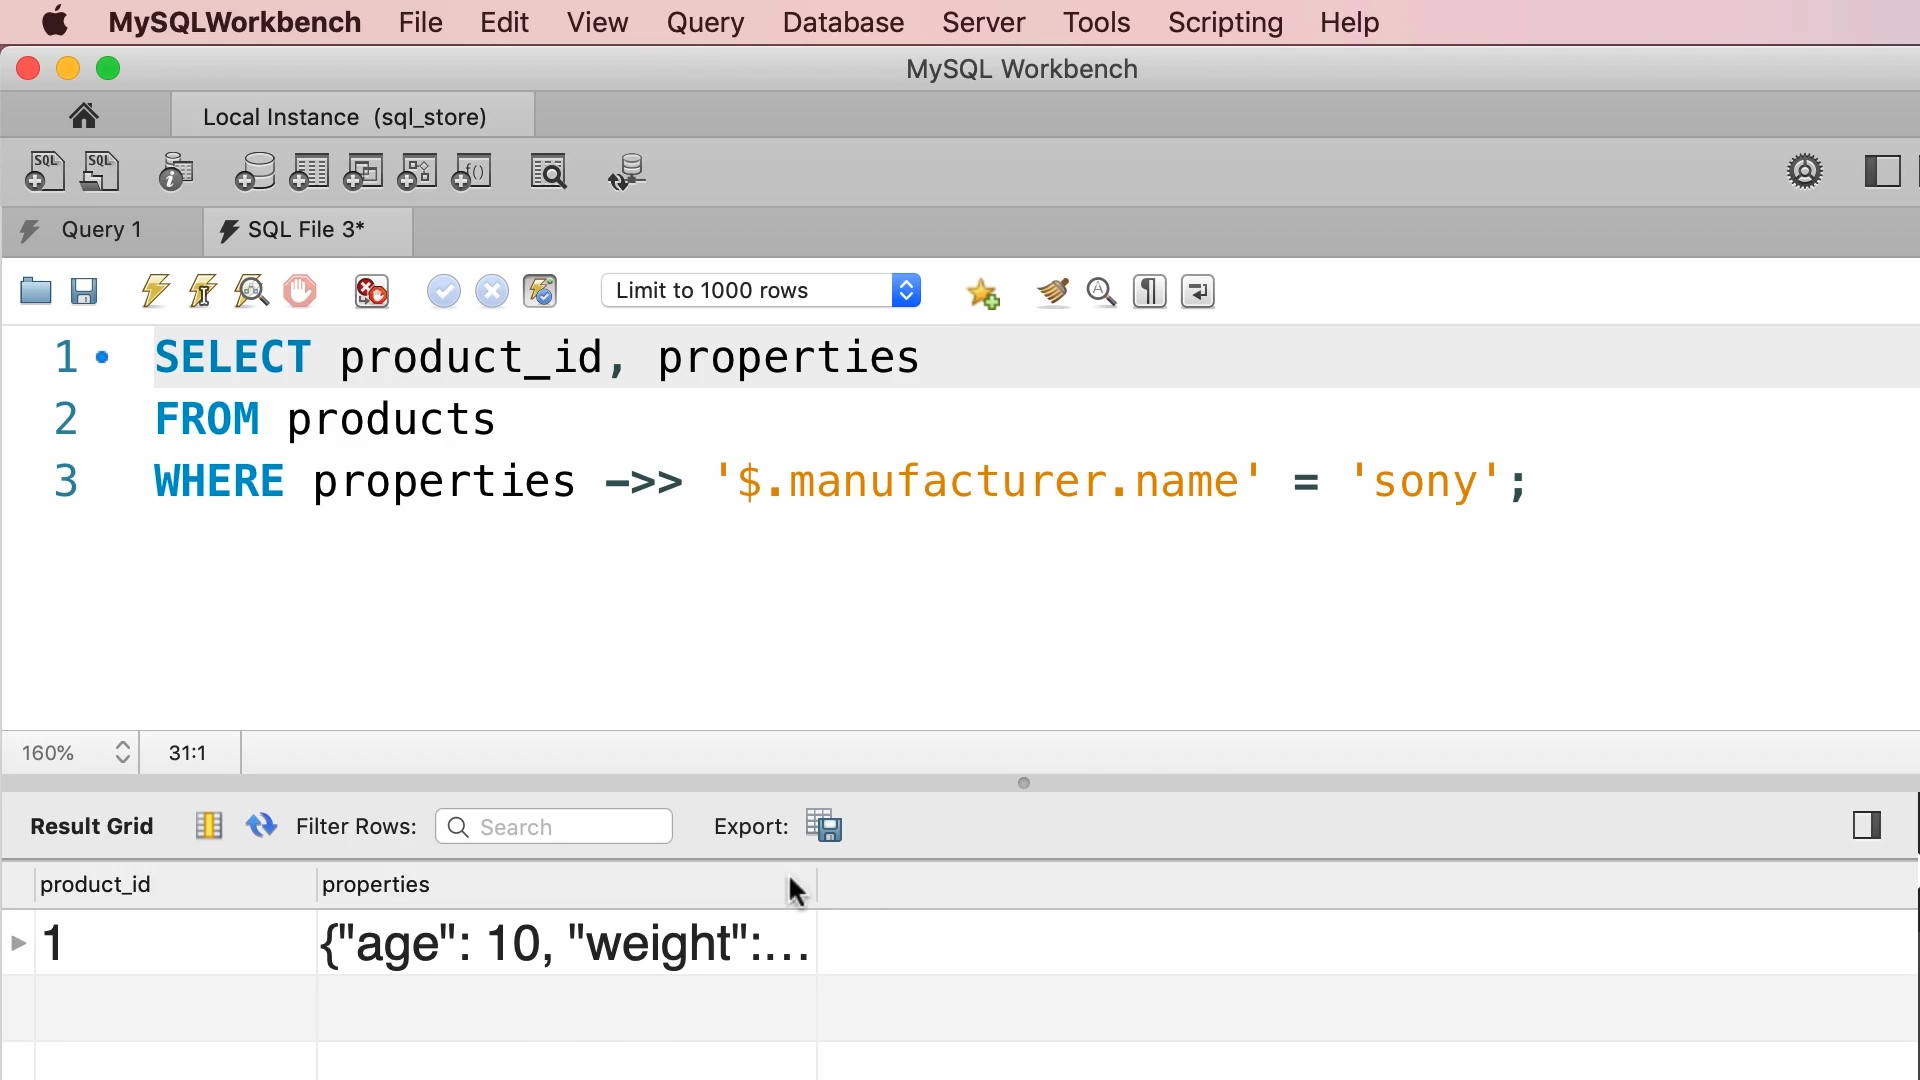 MySQLWorkbench File Edit View Query Database Server Tools Scripting Help
MySQL Workbench
Local Instance (sql_store)
SQL SQL i f()
Query 1 SQL File 3*
Limit to 1000 rows
1 SELECT product_id, properties
2 FROM products
3 WHERE properties ->> '$.manufacturer.name' = 'sony';
160% 31:1
Result Grid Filter Rows: Search Export:
product_id properties
1 {"age": 10, "weight":...